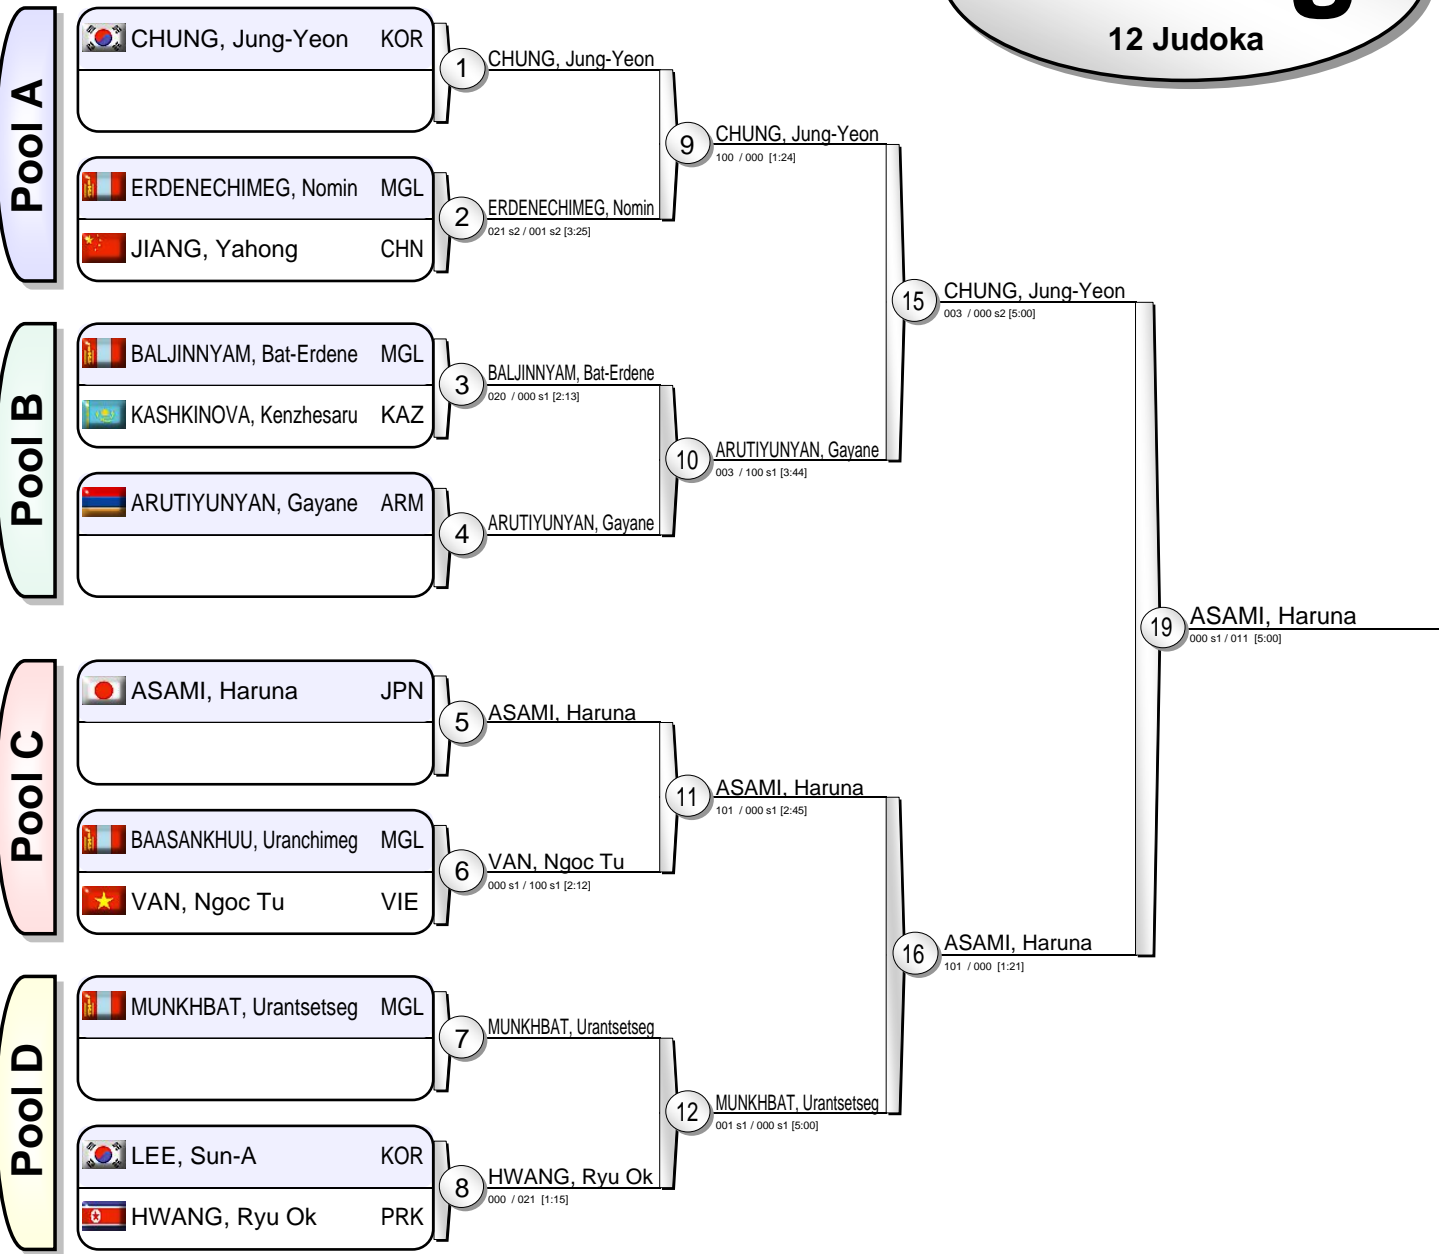 12 Judoka
Pool A
CHUNG, Jung-Yeon KOR
ERDENECHIMEG, Nomin MGL
JIANG, Yahong CHN
Pool B
BALJINNYAM, Bat-Erdene MGL
KASHKINOVA, Kenzhesaru KAZ
ARUTIYUNYAN, Gayane ARM
Pool C
ASAMI, Haruna JPN
BAASANKHUU, Uranchimeg MGL
VAN, Ngoc Tu VIE
Pool D
MUNKHBAT, Urantsetseg MGL
LEE, Sun-A KOR
HWANG, Ryu Ok PRK
1 CHUNG, Jung-Yeon
2 ERDENECHIMEG, Nomin
021 s2 / 001 s2 [3:25]
3 BALJINNYAM, Bat-Erdene
020 / 000 s1 [2:13]
4 ARUTIYUNYAN, Gayane
5 ASAMI, Haruna
6 VAN, Ngoc Tu
000 s1 / 100 s1 [2:12]
7 MUNKHBAT, Urantsetseg
8 HWANG, Ryu Ok
000 / 021 [1:15]
9 CHUNG, Jung-Yeon
100 / 000 [1:24]
10 ARUTIYUNYAN, Gayane
003 / 100 s1 [3:44]
11 ASAMI, Haruna
101 / 000 s1 [2:45]
12 MUNKHBAT, Urantsetseg
001 s1 / 000 s1 [5:00]
15 CHUNG, Jung-Yeon
003 / 000 s2 [5:00]
16 ASAMI, Haruna
101 / 000 [1:21]
19 ASAMI, Haruna
000 s1 / 011 [5:00]